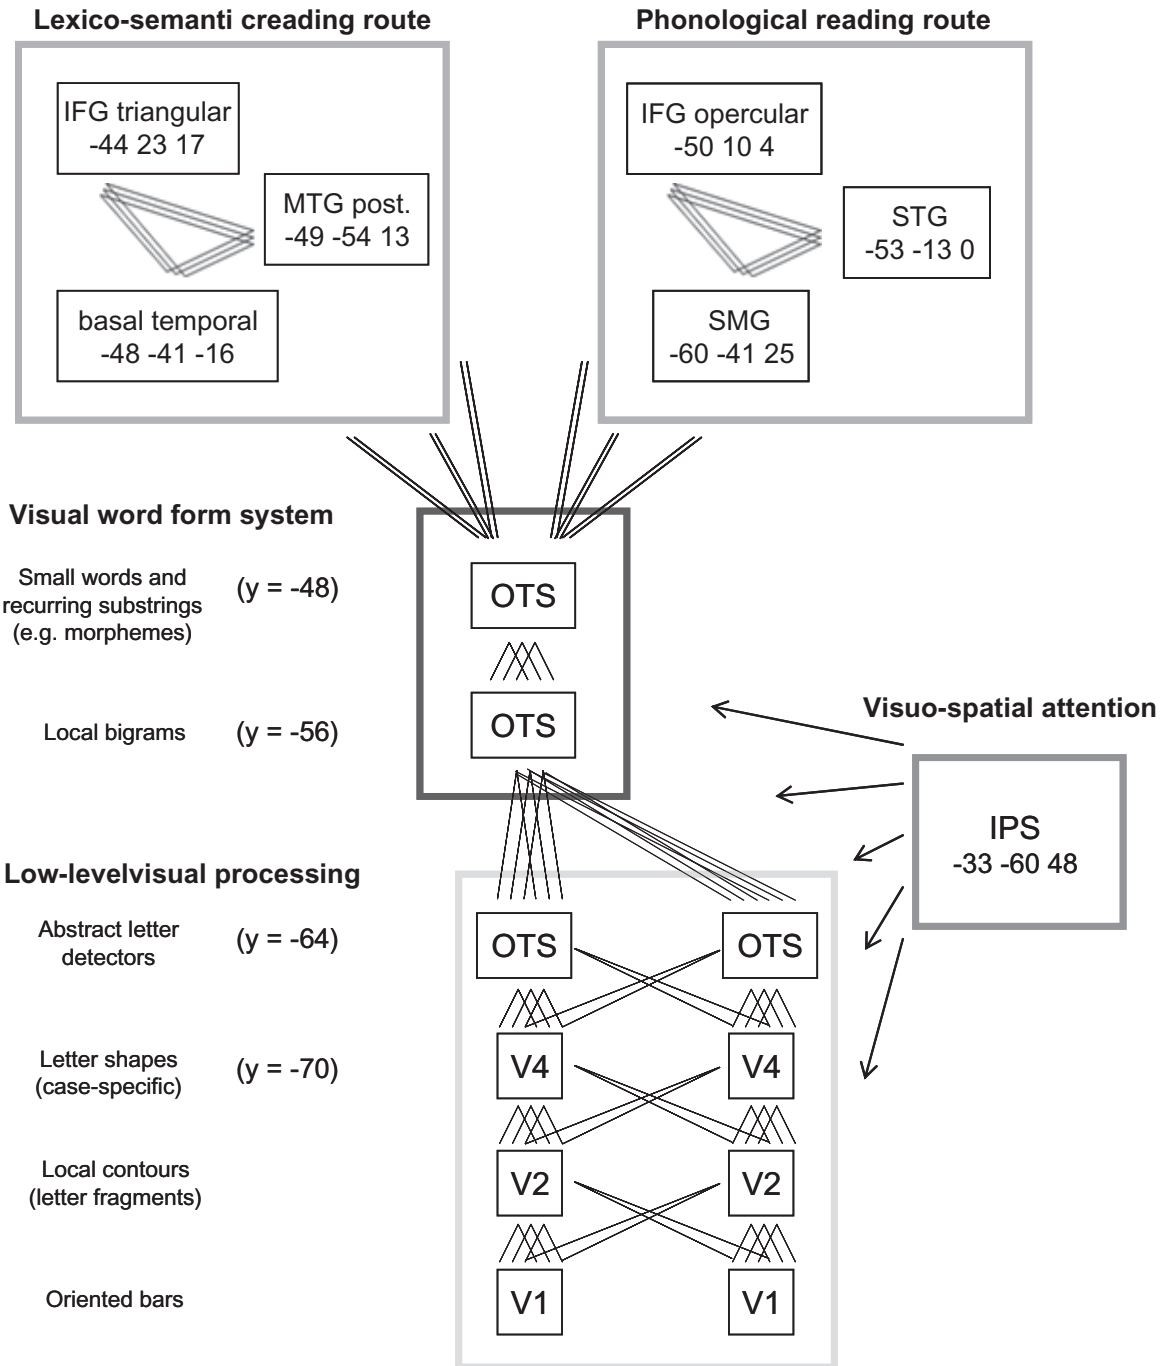 Lexico-semanti creading route
Phonological reading route
IFG triangular
-44 23 17
MTG post.
-49 -54 13
basal temporal
-48 -41 -16
IFG opercular
-50 10 4
STG
-53 -13 0
SMG
-60 -41 25
Visual word form system
Small words and
recurring substrings
(e.g. morphemes)
(y = -48)
OTS
Local bigrams
(y = -56)
OTS
Visuo-spatial attention
IPS
-33 -60 48
Low-levelvisual processing
Abstract letter
detectors
(y = -64)
OTS
OTS
Letter shapes
(case-specific)
(y = -70)
V4
V4
Local contours
(letter fragments)
V2
V2
Oriented bars
V1
V1